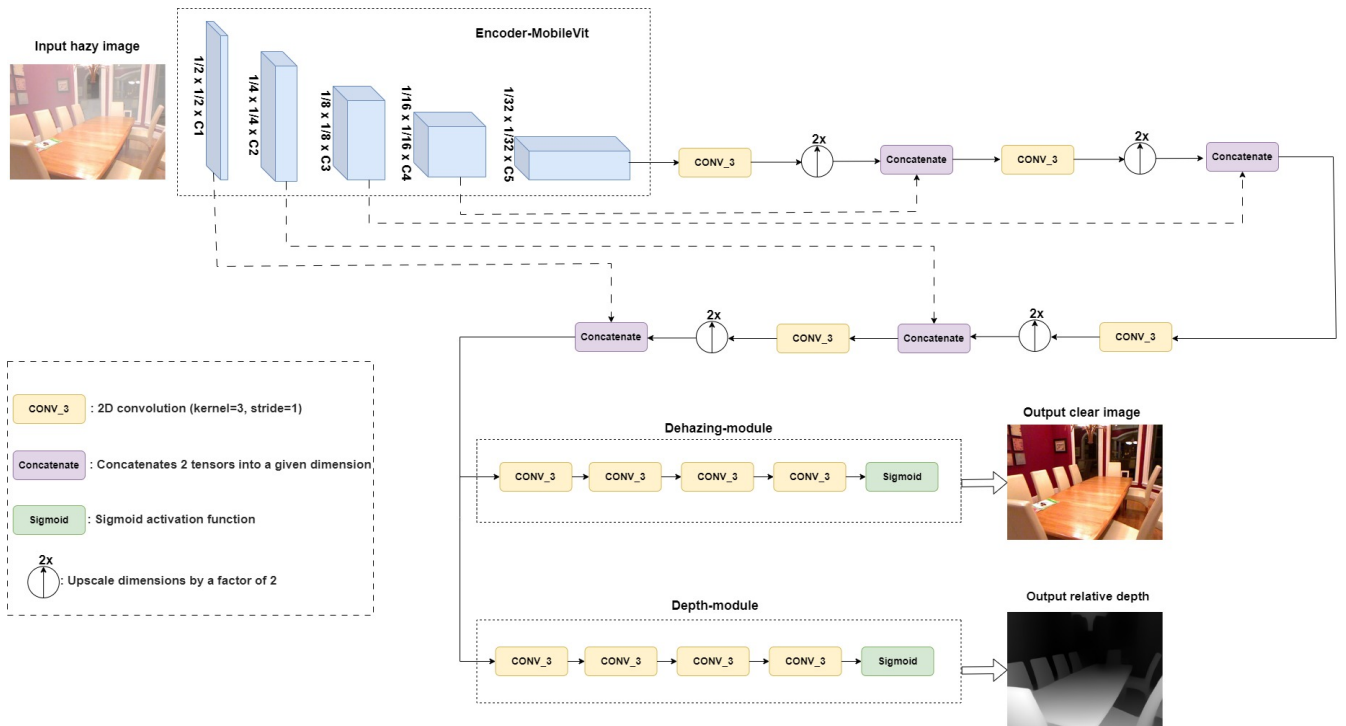 Input hazy image
Encoder-MobileVit
1/2 x 1/2 x C1
1/4 x 1/4 x C2
1/8 x 1/8 x C3
1/16 x 1/16 x C4
1/32 x 1/32 x C5
CONV_3
2x
Concatenate
CONV_3
2x
Concatenate
Concatenate
2x
CONV_3
Concatenate
2x
CONV_3
CONV_3
: 2D convolution (kernel=3, stride=1)
Concatenate
: Concatenates 2 tensors into a given dimension
Sigmoid
: Sigmoid activation function
2x
: Upscale dimensions by a factor of 2
Dehazing-module
CONV_3
CONV_3
CONV_3
CONV_3
Sigmoid
Output clear image
Depth-module
CONV_3
CONV_3
CONV_3
CONV_3
Sigmoid
Output relative depth